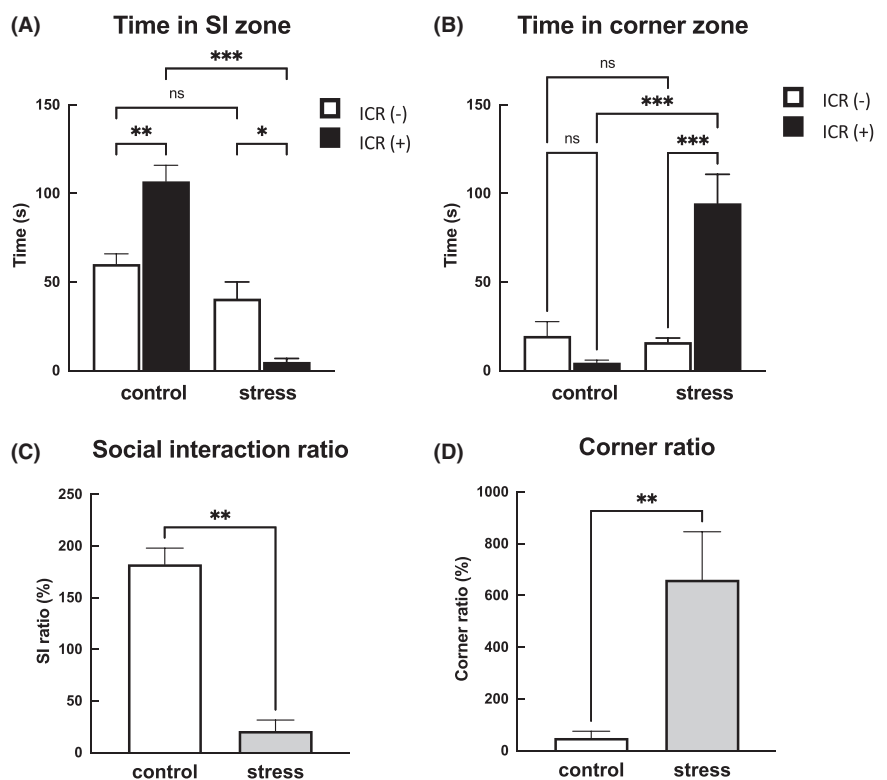 (A) Time in SI zone
***
ns
** *
150
100
50
0
Time (s)
control stress
ICR (-)
ICR (+)
(B) Time in corner zone
ns
***
ns ***
150
100
50
0
Time (s)
control stress
ICR (-)
ICR (+)
(C) Social interaction ratio
**
250
200
150
100
50
0
SI ratio (%)
control stress
(D) Corner ratio
**
1000
800
600
400
200
0
Corner ratio (%)
control stress